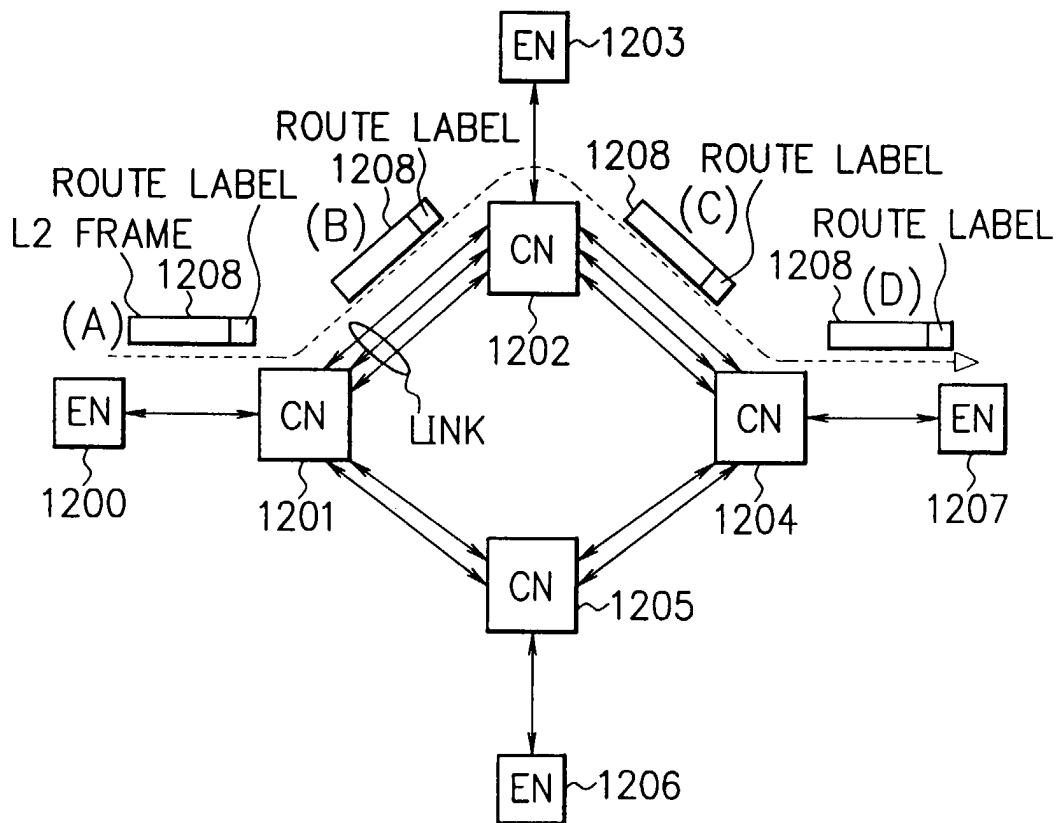 EN
1203
ROUTE LABEL
1208
1208
ROUTE LABEL
ROUTE LABEL
(B)
(C)
ROUTE LABEL
L2 FRAME
1208
CN
1208
(D)
(A)
1202
EN
CN
LINK
CN
EN
1200
1201
1204
1207
CN
1205
EN
1206